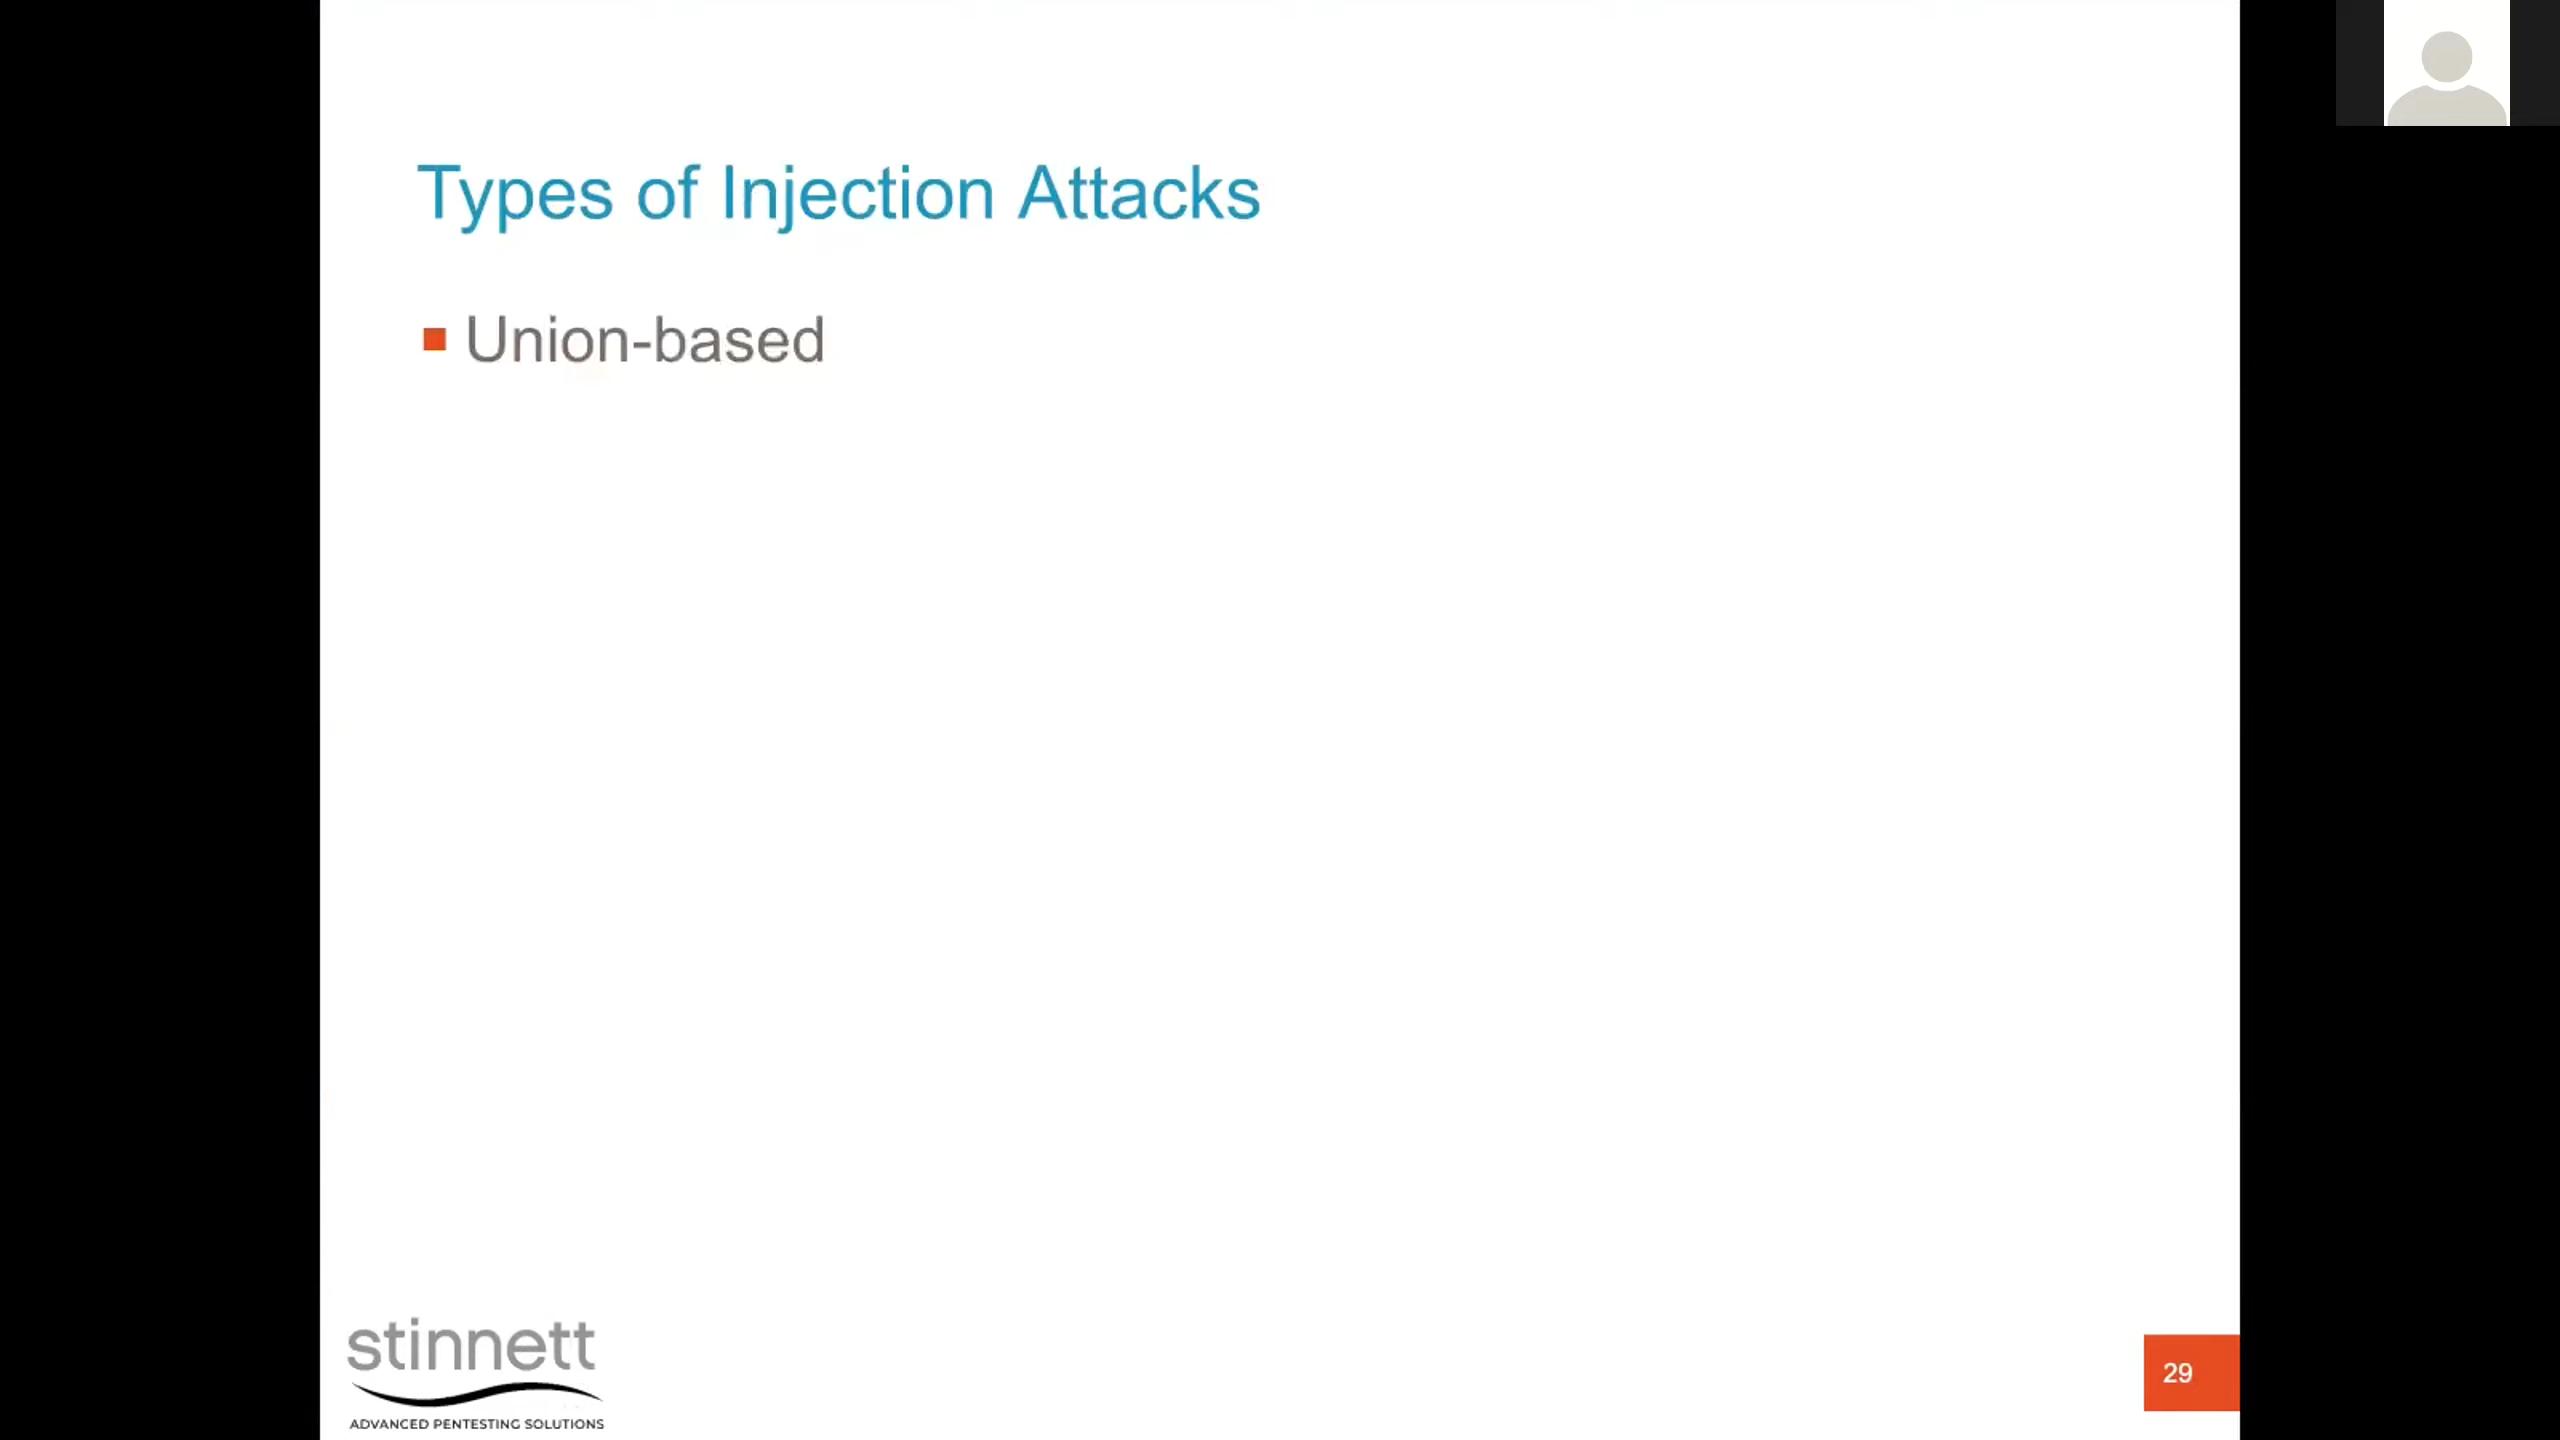 Types of Injection Attacks
Union-based
stinnett
ADVANCED PENTESTING SOLUTIONS
29